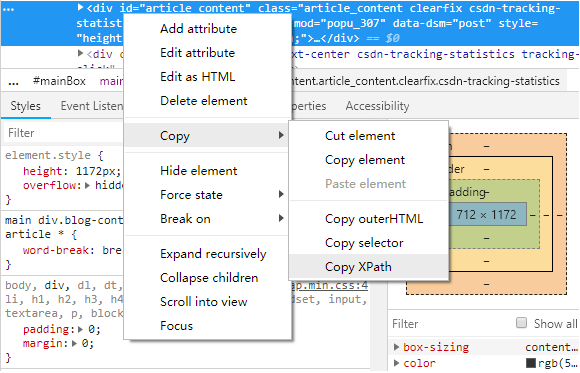 <div id="article_content" class="article_content clearfix csdn-tracking-
statist
mod="popu_307" data-dsm="post" style=
"height
;">…</div> == $0
<div c
xt-center csdn-tracking-statistics tracking-
… #mainBox main
ntent.article_content.clearfix.csdn-tracking-statistics
Styles Event Listen
perties Accessibility
Filter
element.style {
height: 1172px;
overflow: hidd
}
main div.blog-cont
article * {
word-break: brea
}
body, div, dl, dt,
ap.min.css:4
li, h1, h2, h3, h4
dset, input,
textarea, p, block
padding: 0;
margin: 0;
}
Add attribute
Edit attribute
Edit as HTML
Delete element
Copy
Hide element
Force state
Break on
Expand recursively
Collapse children
Scroll into view
Focus
Cut element
Copy element
Paste element
Copy outerHTML
Copy selector
Copy XPath
n –
der –
adding –
712 × 1172 – – –
–
–
–
Filter Show all
box-sizing conten…
color rgb(5…